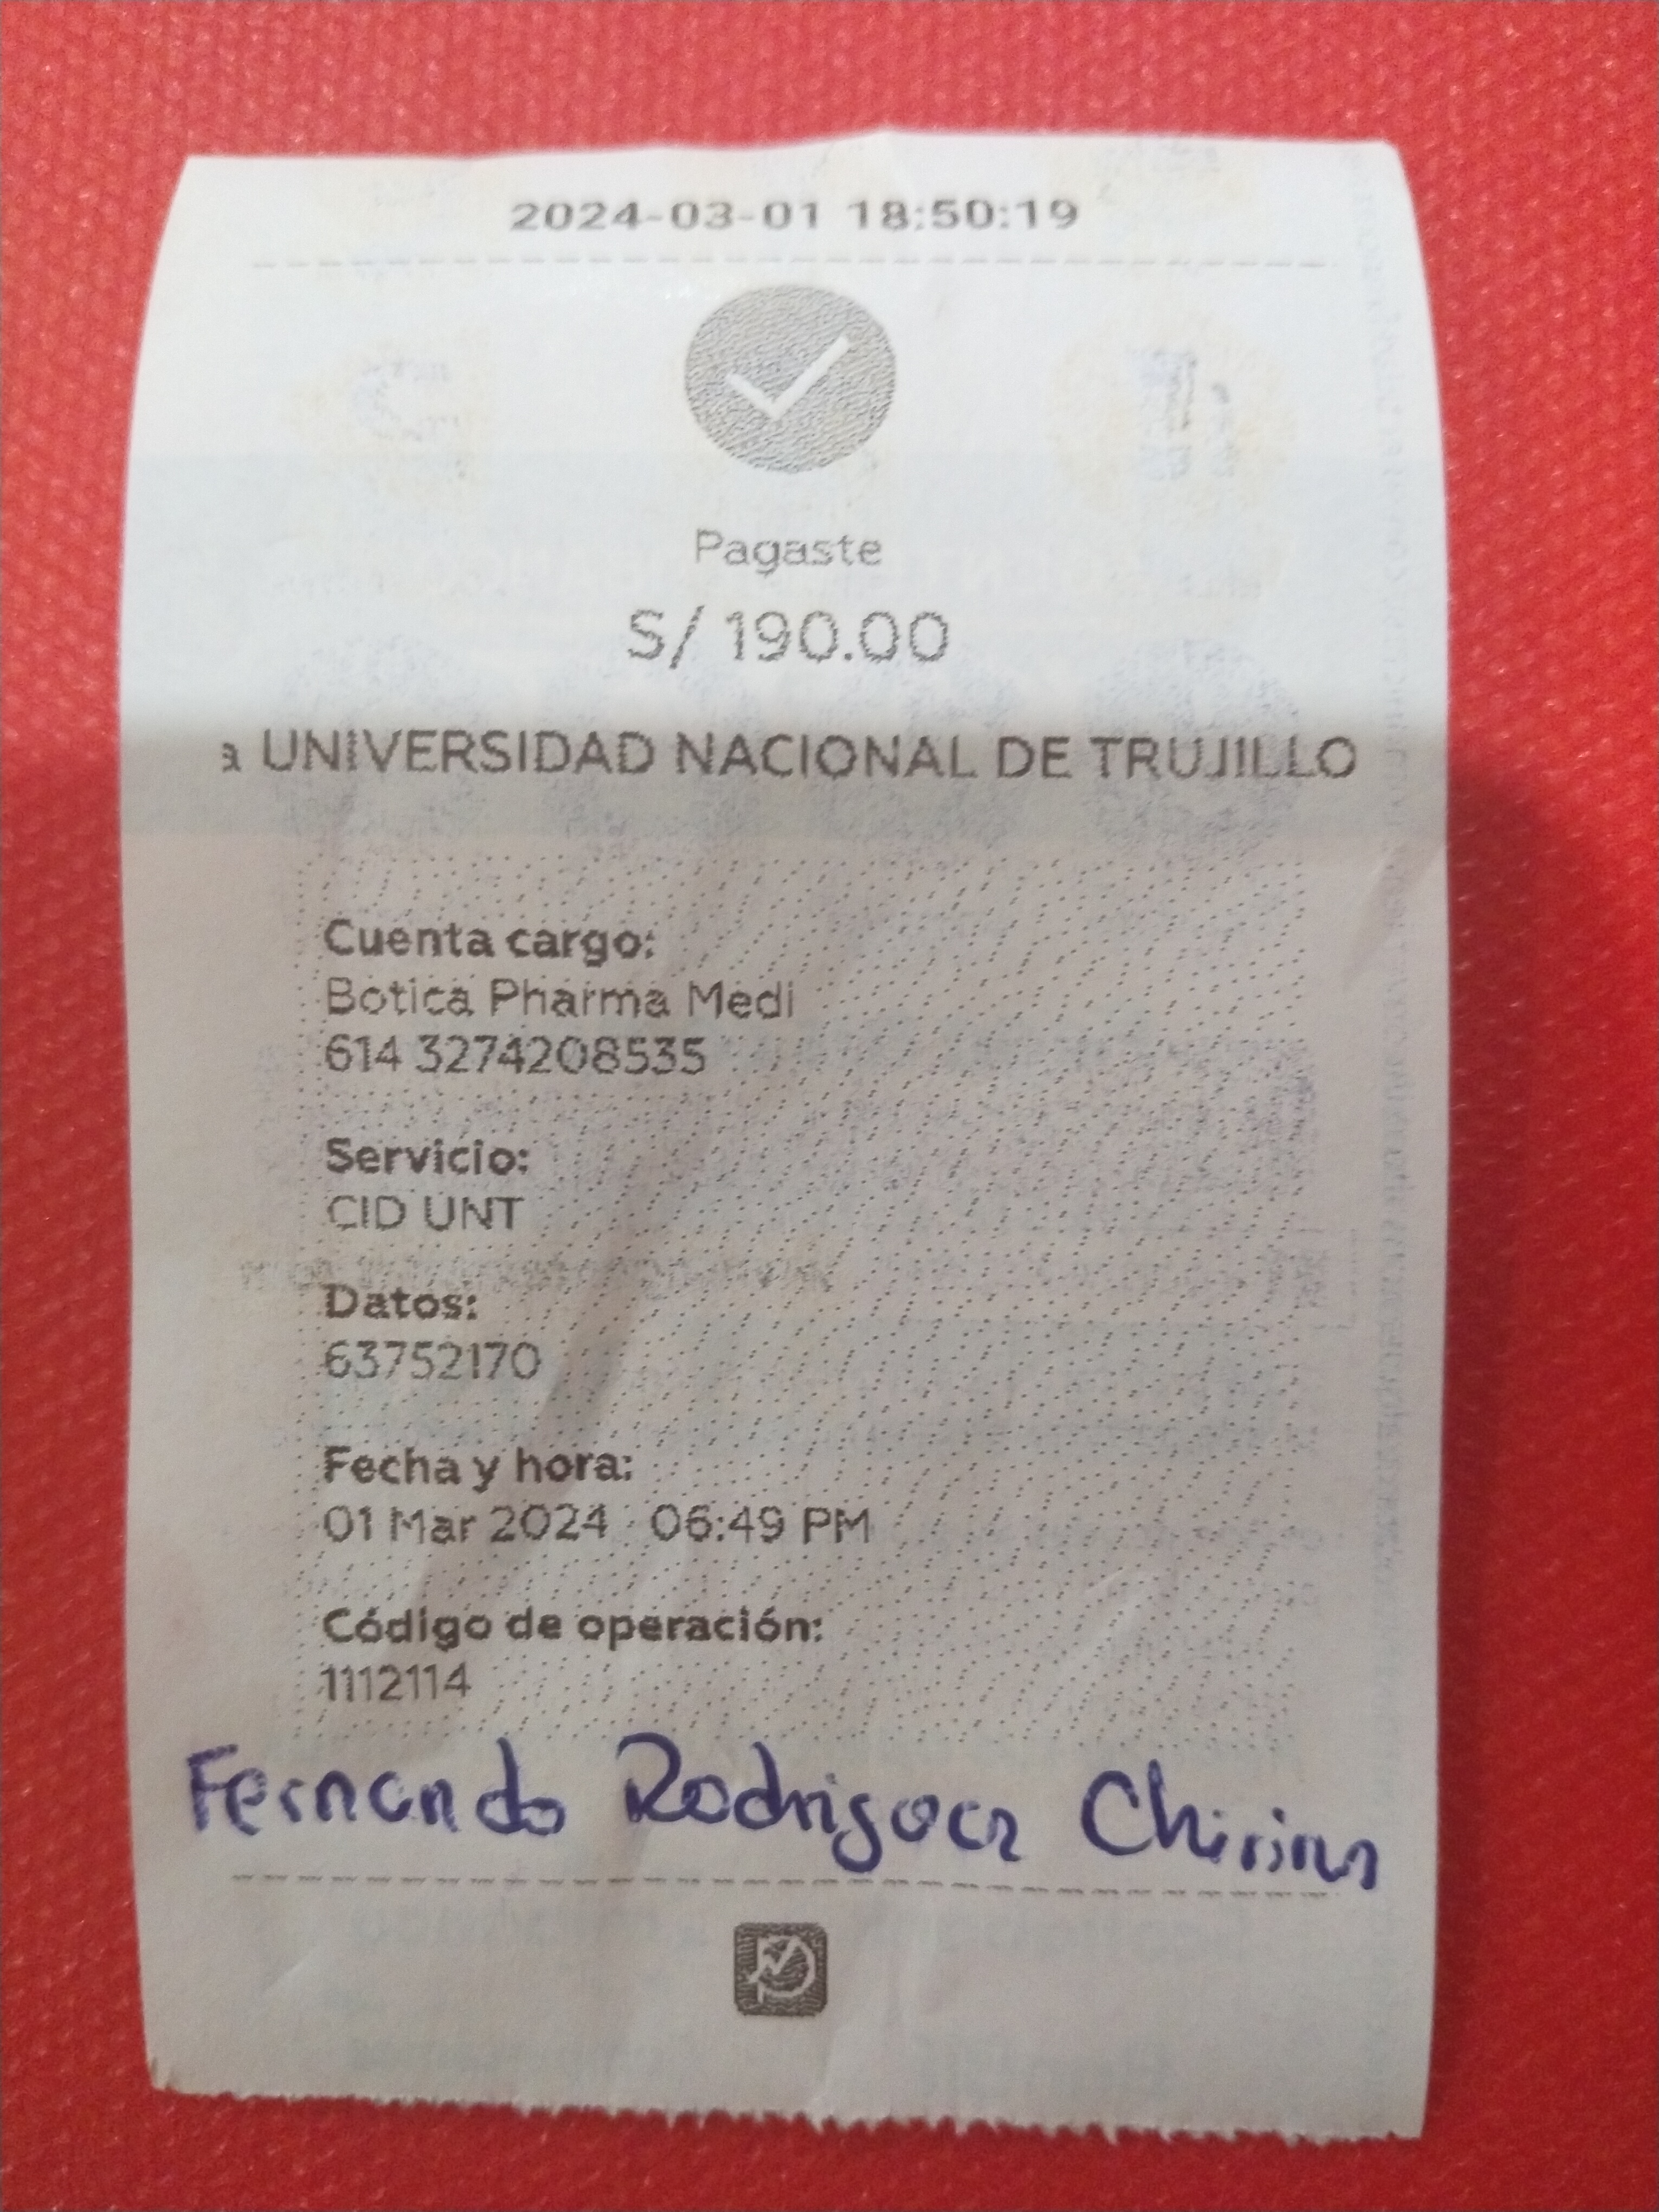 2024-03-01 18:50:19
Pagaste
S/ 190.00
a UNIVERSIDAD NACIONAL DE TRUJILLO
Cuenta cargo:
Botica Pharma Medi
614 3274208535
Servicio:
CID UNT
Datos:
63752170
Fecha y hora:
01 Mar 2024 06:49 PM
Código de operación:
1112114
Fernando Rodriguez